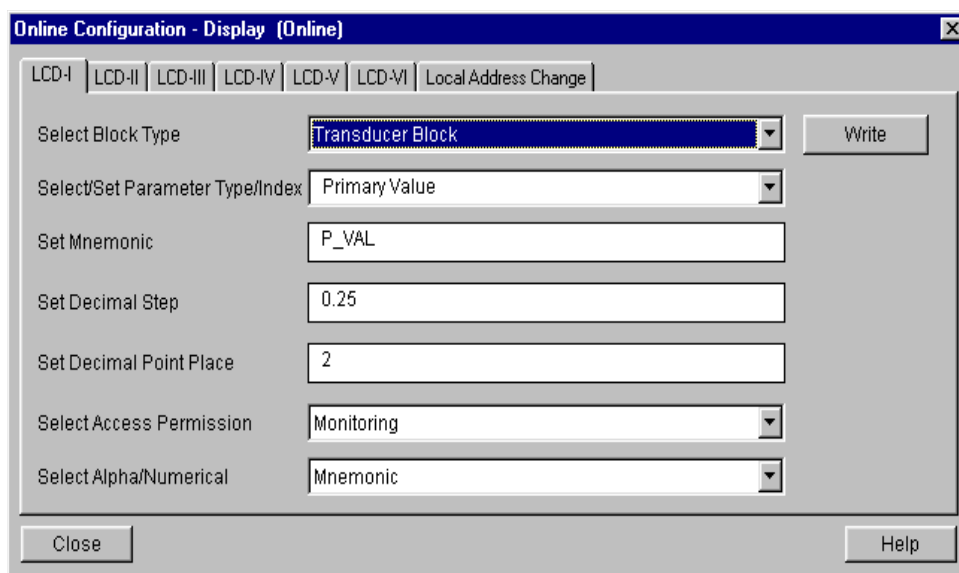 Online Configuration - Display (Online)
LCD-I LCD-II LCD-III LCD-IV LCD-V LCD-VI Local Address Change
Select Block Type Transducer Block Write
Select/Set Parameter Type/Index Primary Value
Set Mnemonic P_VAL
Set Decimal Step 0.25
Set Decimal Point Place 2
Select Access Permission Monitoring
Select Alpha/Numerical Mnemonic
Close Help